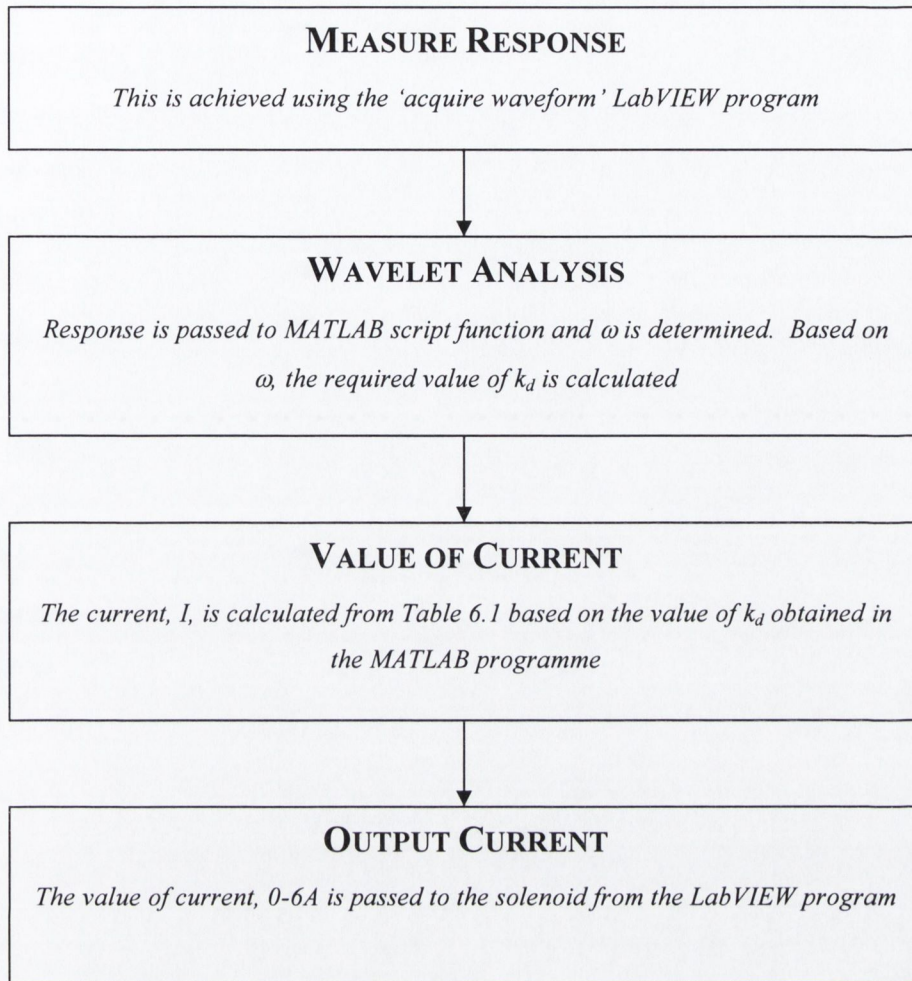 MEASURE RESPONSE
This is achieved using the ‘acquire waveform’ LabVIEW program
WAVELET ANALYSIS
Response is passed to MATLAB script function and ω is determined. Based on
ω, the required value of kd is calculated
VALUE OF CURRENT
The current, I, is calculated from Table 6.1 based on the value of kd obtained in
the MATLAB programme
OUTPUT CURRENT
The value of current, 0-6A is passed to the solenoid from the LabVIEW program